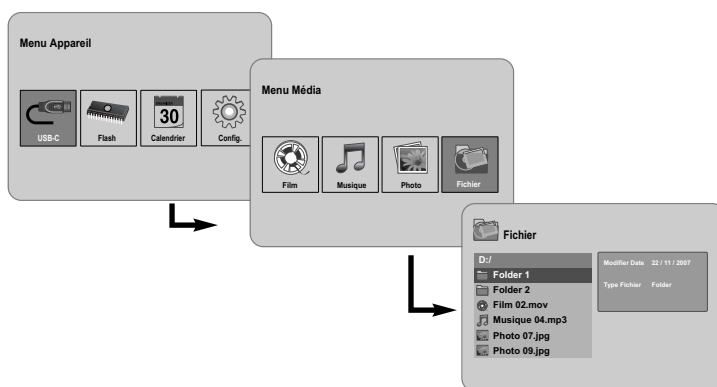 Menu Appareil
30
USB-C
Flash
Calendrier
Config.
Menu Média
Film
Musique
Photo
Fichier
Fichier
D:/
Folder 1
Folder 2
Film 02.mov
Musique 04.mp3
Photo 07.jpg
Photo 09.jpg
Modifier Date 22 / 11 / 2007
Type Fichier Folder